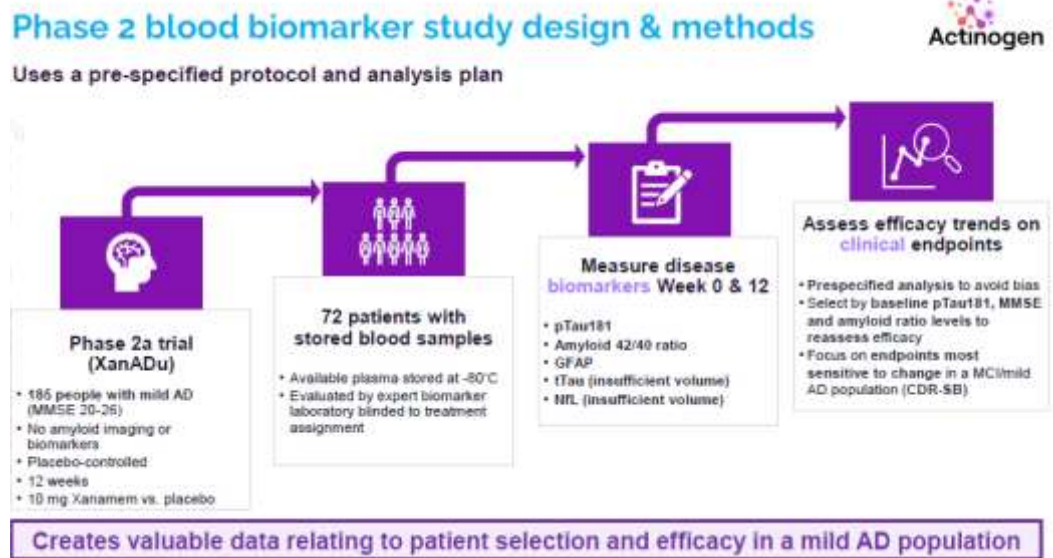 Phase 2 blood biomarker study design & methods
Actinogen
Uses a pre-specified protocol and analysis plan
Phase 2a trial
(XanADu)
• 185 people with mild AD
(MMSE 20-26)
• No amyloid imaging or
biomarkers
• Placebo-controlled
• 12 weeks
• 10 mg Xanamem vs. placebo
72 patients with
stored blood samples
• Available plasma stored at -80°C
• Evaluated by expert biomarker
laboratory blinded to treatment
assignment
Measure disease
biomarkers Week 0 & 12
• pTau181
• Amyloid 42/40 ratio
• GFAP
• tTau (insufficient volume)
• NfL (insufficient volume)
Assess efficacy trends on
clinical endpoints
• Prespecified analysis to avoid bias
• Select by baseline pTau181, MMSE
and amyloid ratio levels to
reassess efficacy
• Focus on endpoints most
sensitive to change in a MCI/mild
AD population (CDR-SB)
Creates valuable data relating to patient selection and efficacy in a mild AD population